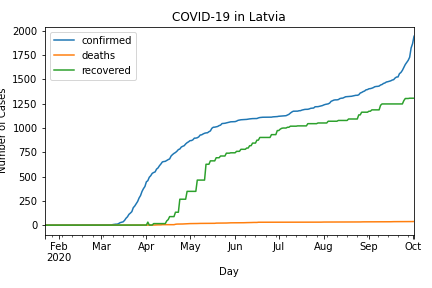 COVID-19 in Latvia
confirmed
deaths
recovered
2000
1750
1500
1250
1000
750
500
250
0
Number of Cases
Feb
2020
Mar
Apr
May
Jun
Jul
Aug
Sep
Oct
Day